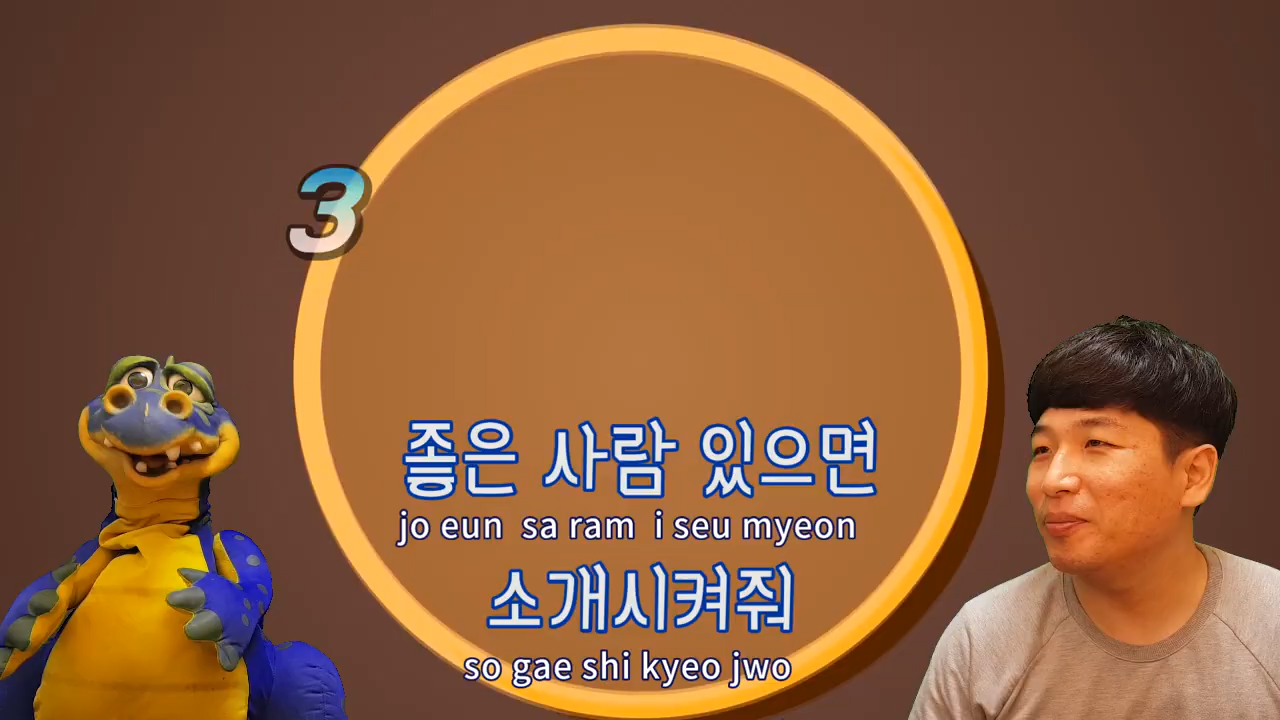 3
좋은 사람 있으면
jo eun sa ram i seu myeon
소개시켜줘
so gae shi kyeo jwo